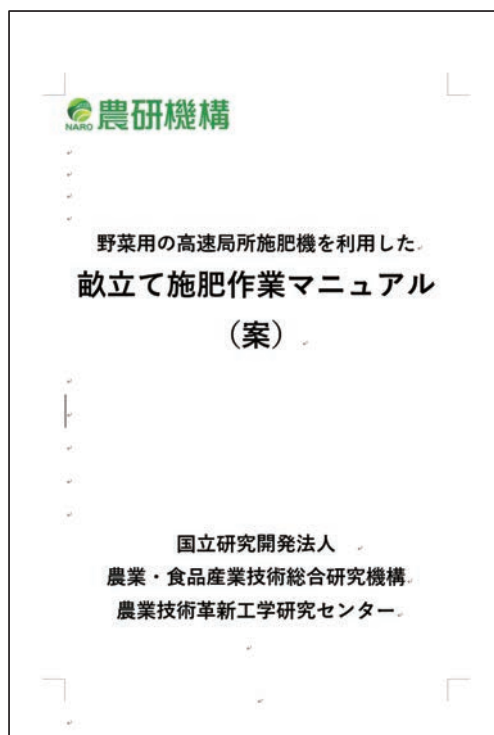 NARO 農研機構
野菜用の高速局所施肥機を利用した
畝立て施肥作業マニュアル
（案）
国立研究開発法人
農業・食品産業技術総合研究機構
農業技術革新工学研究センター